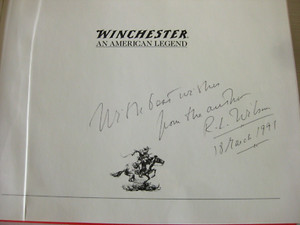 WINCHESTER
AN AMERICAN LEGEND
With best wishes
from the author
R.L. Wilson
18 March 1991